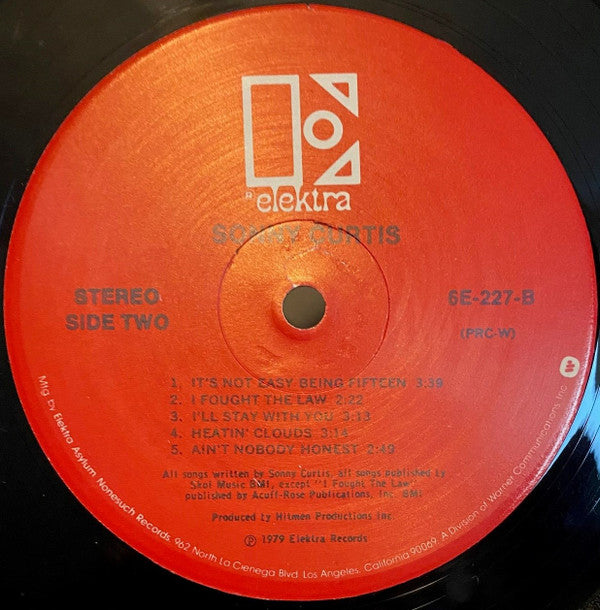 ® elektra
SONNY CURTIS
STEREO
SIDE TWO
6E-227-B
(PRC-W)
1. IT'S NOT EASY BEING FIFTEEN 3:39
2. I FOUGHT THE LAW 2:22
3. I'LL STAY WITH YOU 3:13
4. HEATIN' CLOUDS 3:14
5. AIN'T NOBODY HONEST 2:49
All songs written by Sonny Curtis, all songs published by
Skol Music BMI, except "I Fought The Law"
published by Acuff-Rose Publications, Inc. BMI
Produced by Hitmen Productions Inc.
℗ 1979 Elektra Records
Mfg. by Elektra/Asylum/Nonesuch Records, 962 North La Cienega Blvd. Los Angeles, California 90069. A Division of Warner Communications Inc.